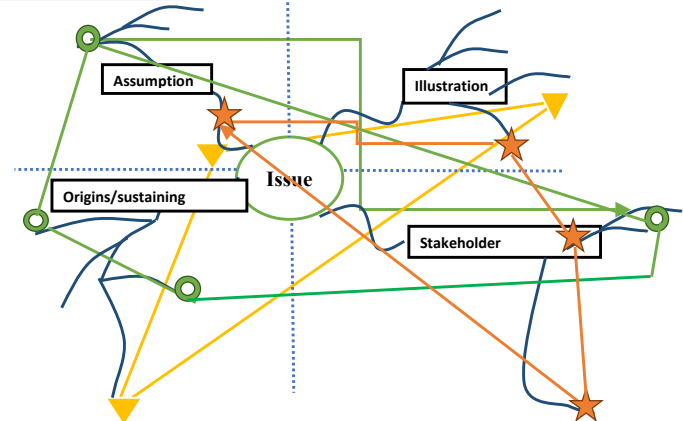 Assumption
Illustration
Issue
Origins/sustaining
Stakeholder